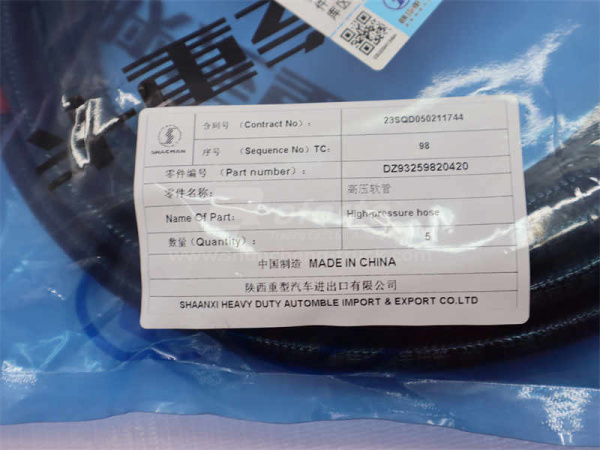 SHACMAN
合同号 (Contract No):
23SQD050211744
序号 (Sequence No) TC:
98
零件编号 (Part number):
DZ93259820420
零件名称:
高压软管
Name Of Part:
High-pressure hose
数量 (Quantity):
5
中国制造 MADE IN CHINA
陕西重型汽车进出口有限公司
SHAANXI HEAVY DUTY AUTOMBLE IMPORT & EXPORT CO.LTD